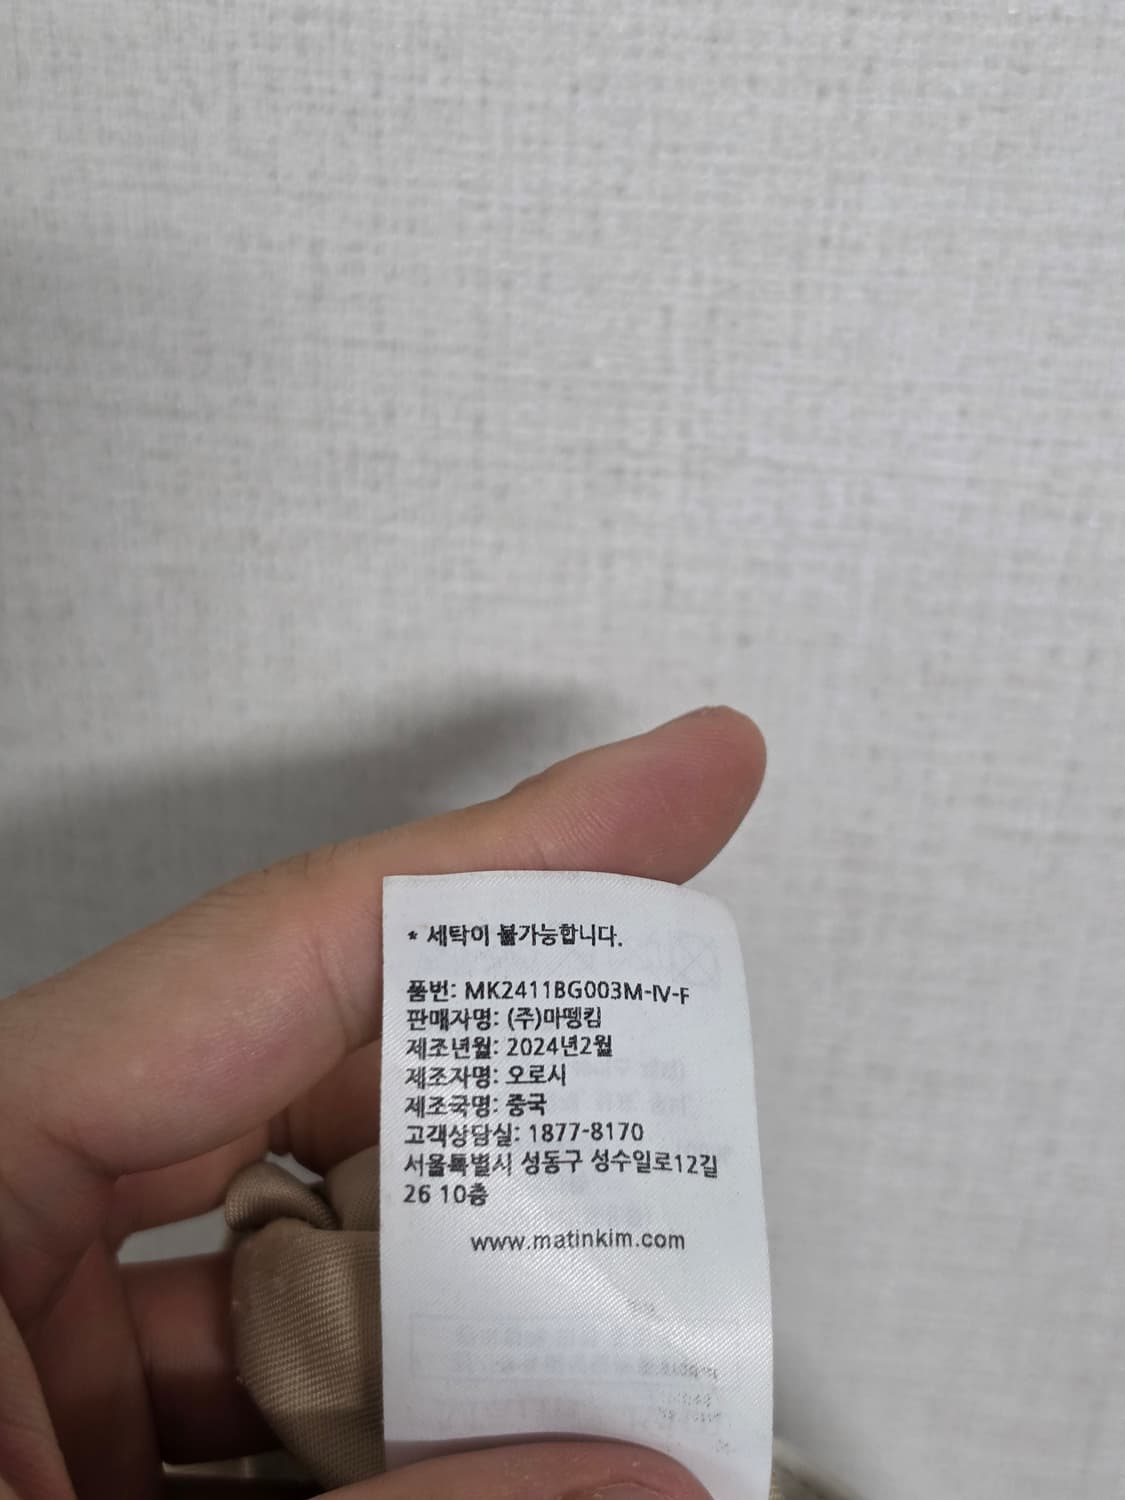 * 세탁이 불가능합니다.
품번: MK2411BG003M-IV-F
판매자명: (주)마뗑킴
제조년월: 2024년2월
제조자명: 오로시
제조국명: 중국
고객상담실: 1877-8170
서울특별시 성동구 성수일로12길
26 10층
www.matinkim.com